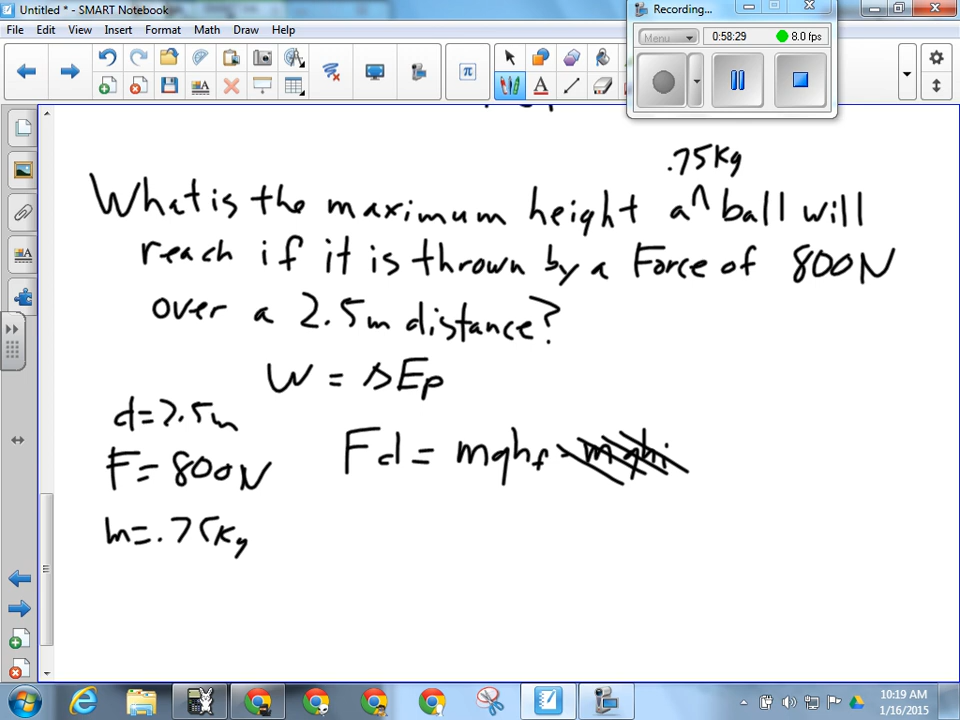 Untitled * - SMART Notebook
Recording...
File Edit View Insert Format Math Draw Help
Menu
0:58:29
8.0 fps
.75Kg
What is the maximum height a^ ball will
reach if it is thrown by a Force of 800N
over a 2.5m distance?
W = ΔEp
d=2.5m
Fd = mghf - mghi
F=800N
m=.75Kg
10:19 AM
1/16/2015